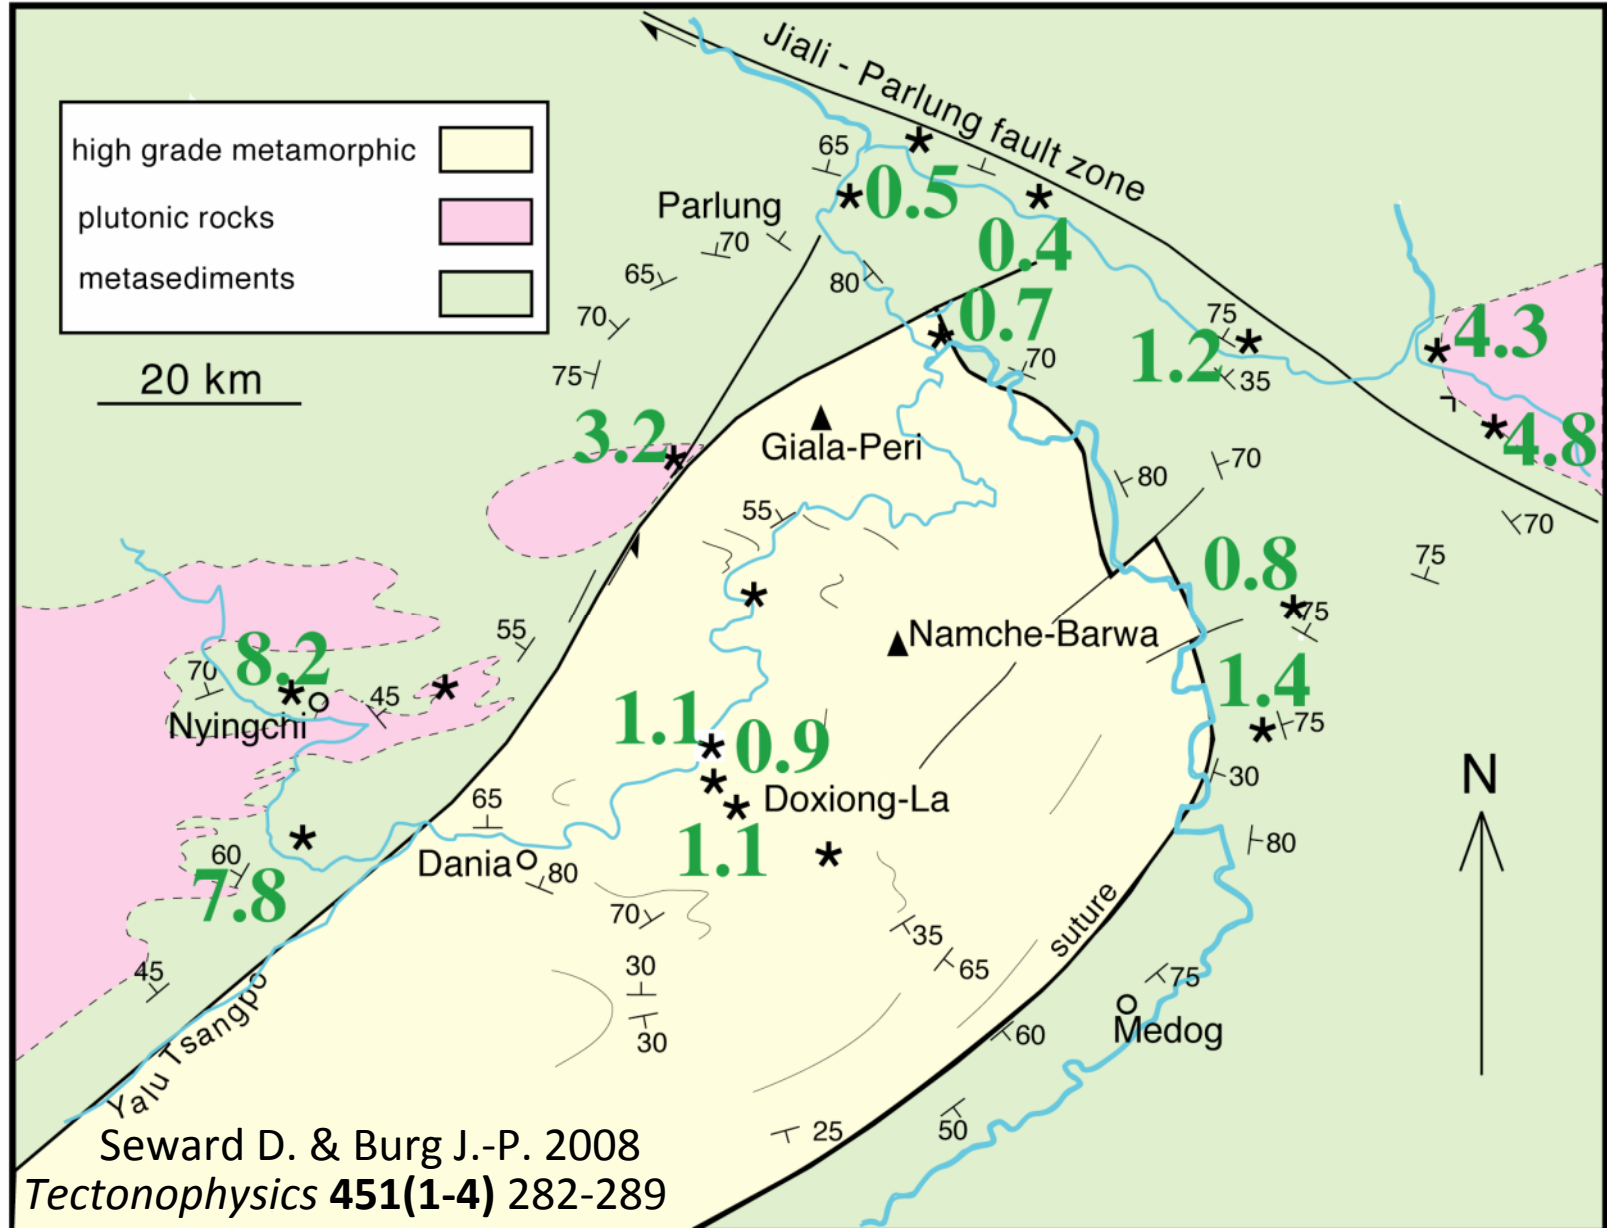 Jiali - Parlung fault zone
high grade metamorphic
plutonic rocks
metasediments
20 km
65
0.5
Parlung
70
0.4
65
80
0.7
70
75
1.2
35
4.3
75
70
3.2
Giala-Peri
4.8
80
70
70
55
0.8
75
75
55
Namche-Barwa
8.2
70
45
Nyingchi
1.4
75
1.1
0.9
30
N
65
Doxiong-La
1.1
80
Dania
80
60
7.8
70
35
suture
65
45
30
30
75
Medog
60
Yalu Tsangpo
25
50
Seward D. & Burg J.-P. 2008
Tectonophysics 451(1-4) 282-289